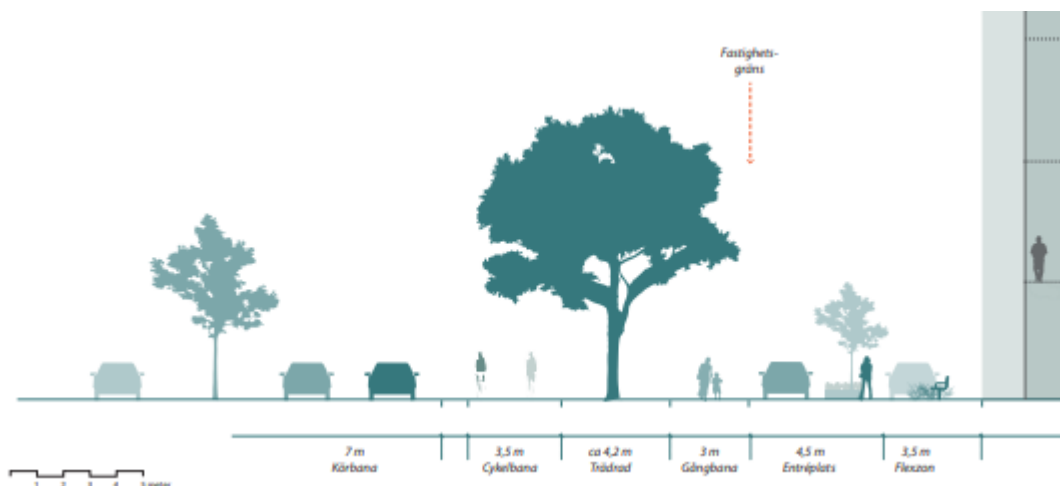 Fastighets-
gräns
7 m
Körbana
3,5 m
Cykelbana
ca 4,2 m
Trädrad
3 m
Gångbana
4,5 m
Entréplats
3,5 m
Flexzon